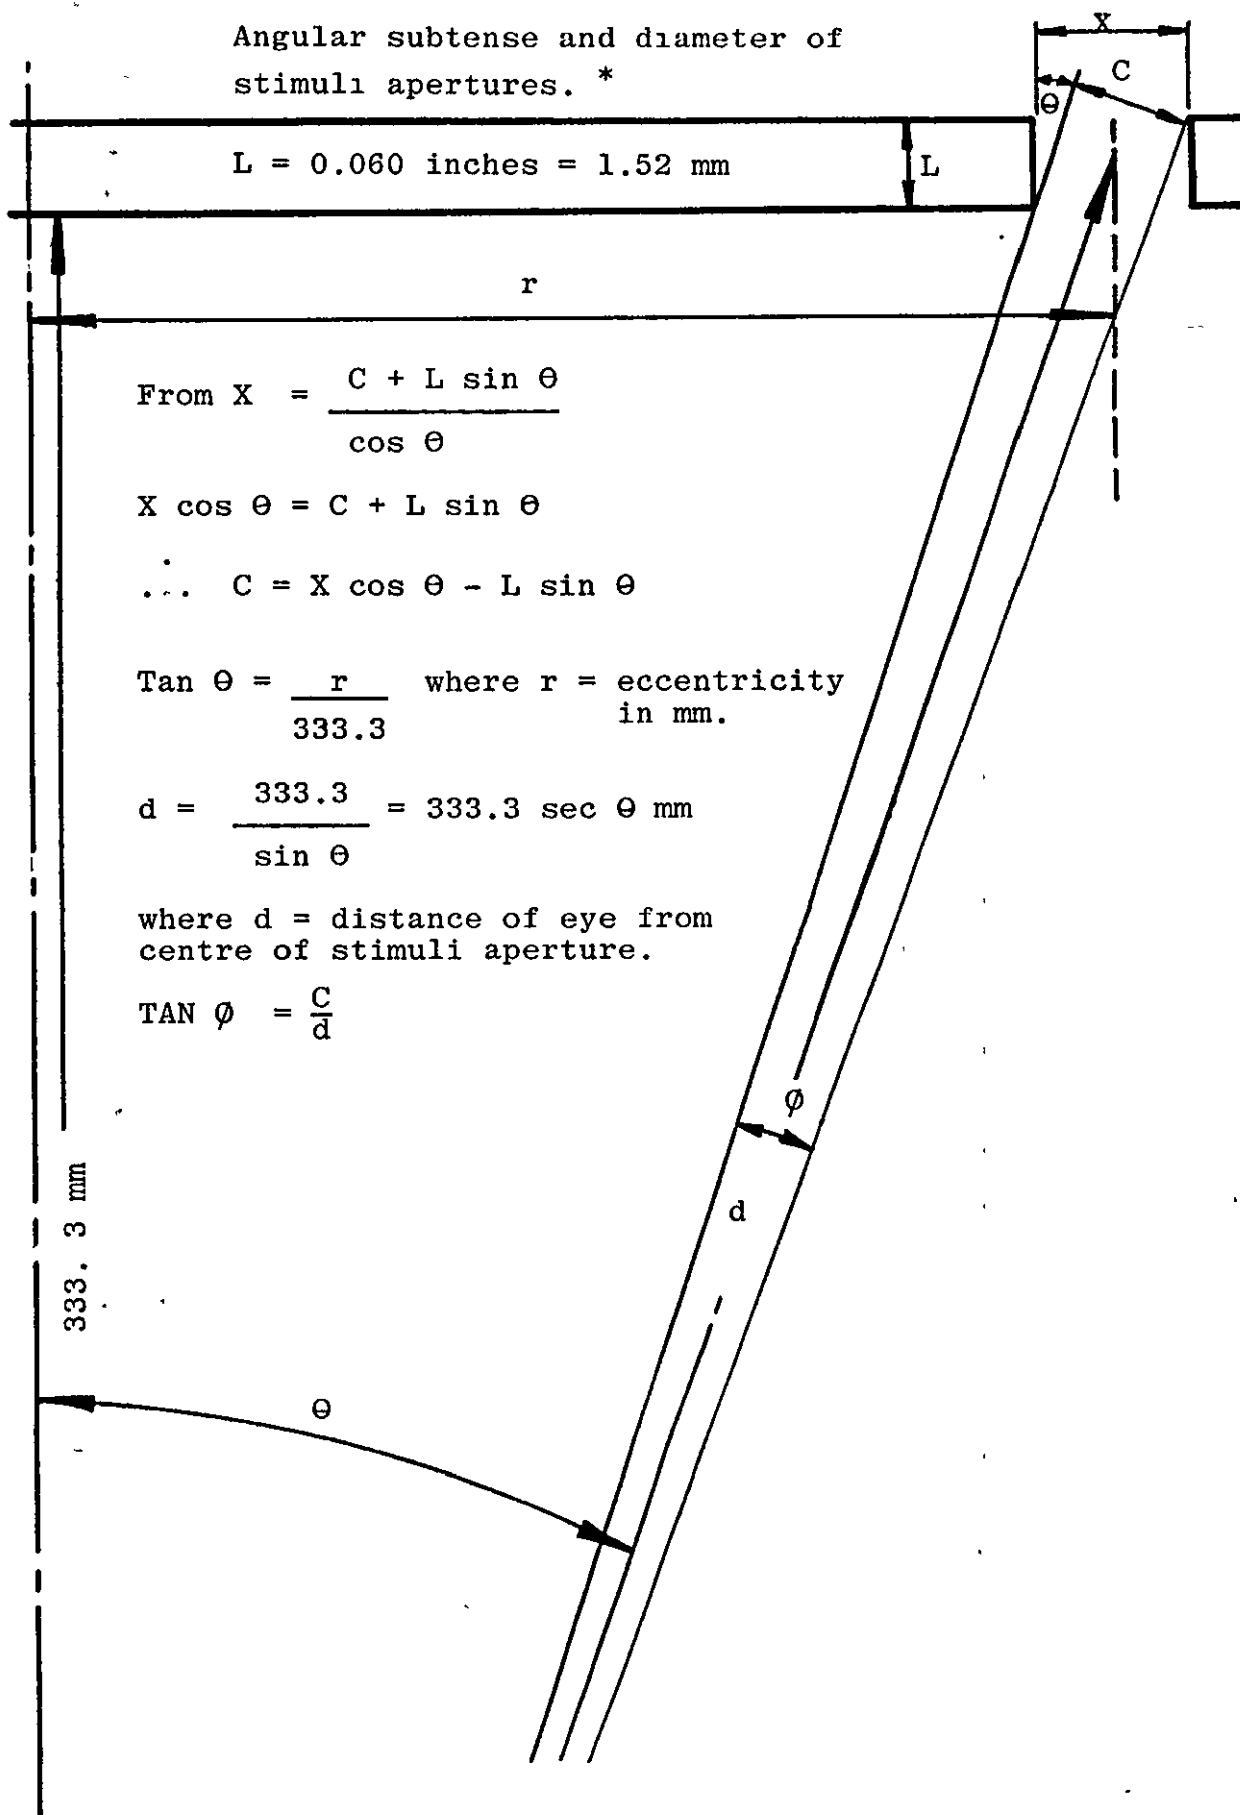 Angular subtense and diameter of
stimuli apertures. *
X
C
θ
L = 0.060 inches = 1.52 mm
L
r
From X = C + L sin θ
cos θ
X cos θ = C + L sin θ
∴ C = X cos θ - L sin θ
Tan θ = r where r = eccentricity
333.3 in mm.
d = 333.3 = 333.3 sec θ mm
sin θ
where d = distance of eye from
centre of stimuli aperture.
TAN φ = C
d
φ
d
333. 3 mm
θ